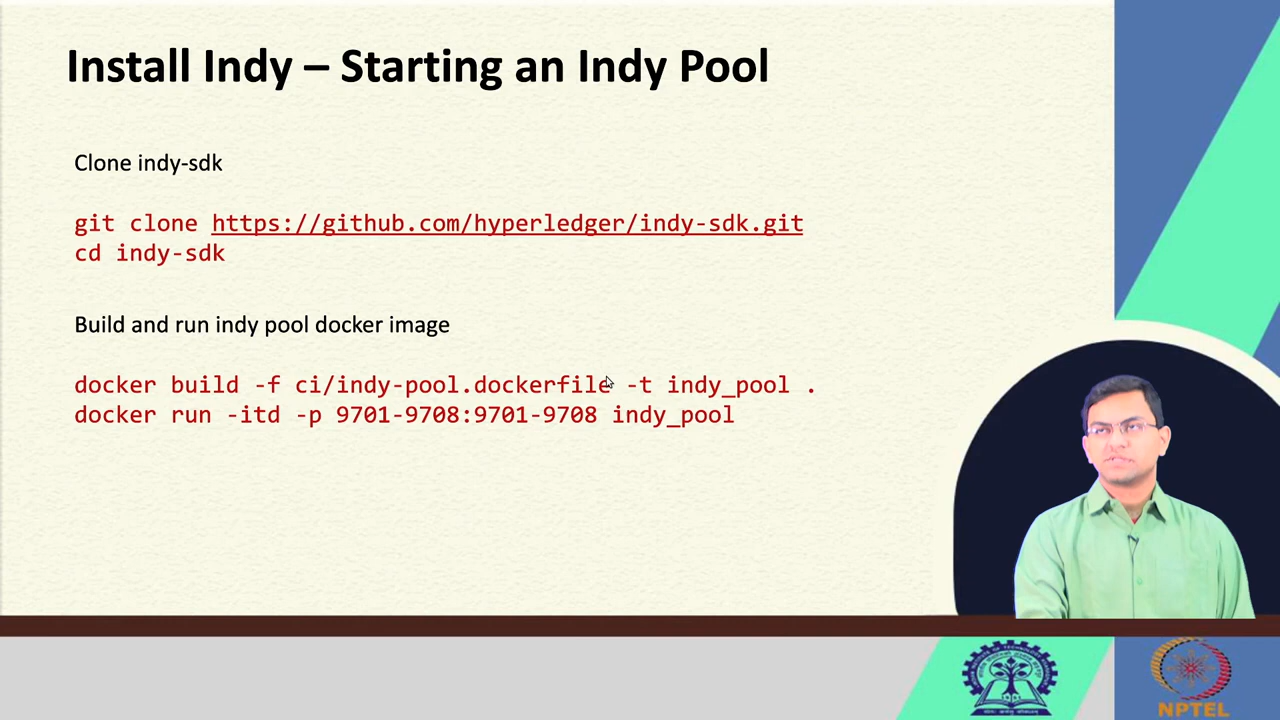 Install Indy – Starting an Indy Pool
Clone indy-sdk
git clone https://github.com/hyperledger/indy-sdk.git
cd indy-sdk
Build and run indy pool docker image
docker build -f ci/indy-pool.dockerfile -t indy_pool .
docker run -itd -p 9701-9708:9701-9708 indy_pool
NPTEL